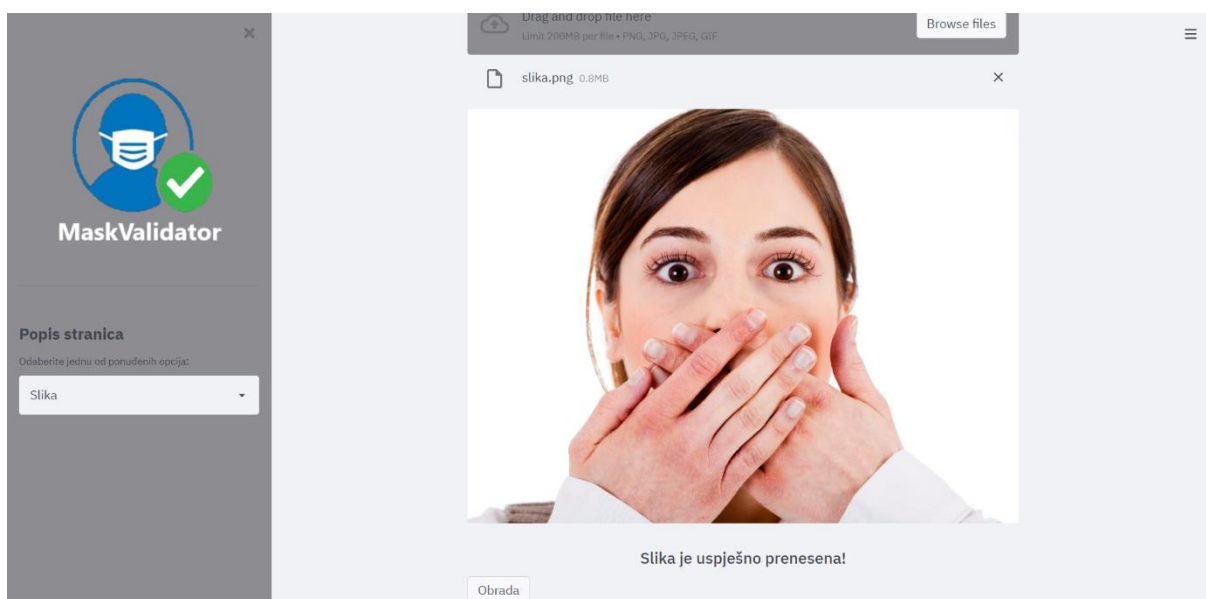 MaskValidator
Popis stranica
Odaberite jednu od ponuđenih opcija:
Slika
Drag and drop file here
Limit 200MB per file • PNG, JPG, JPEG, GIF
Browse files
slika.png 0.8MB
Slika je uspješno prenesena!
Obrada